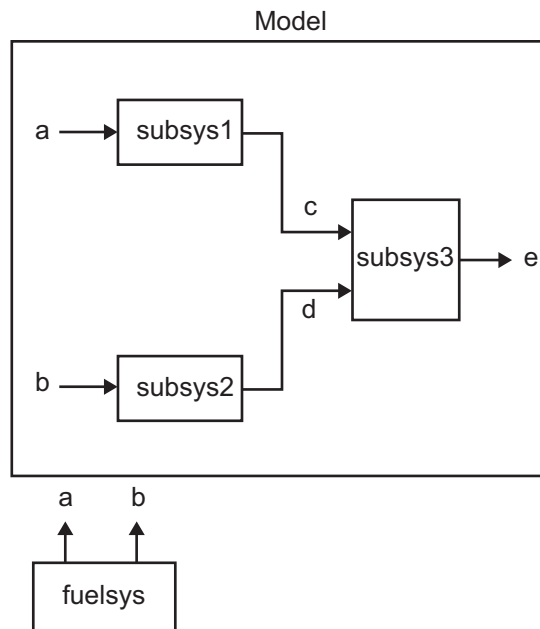 Model
a
subsys1
c
subsys3
e
d
b
subsys2
a b
fuelsys